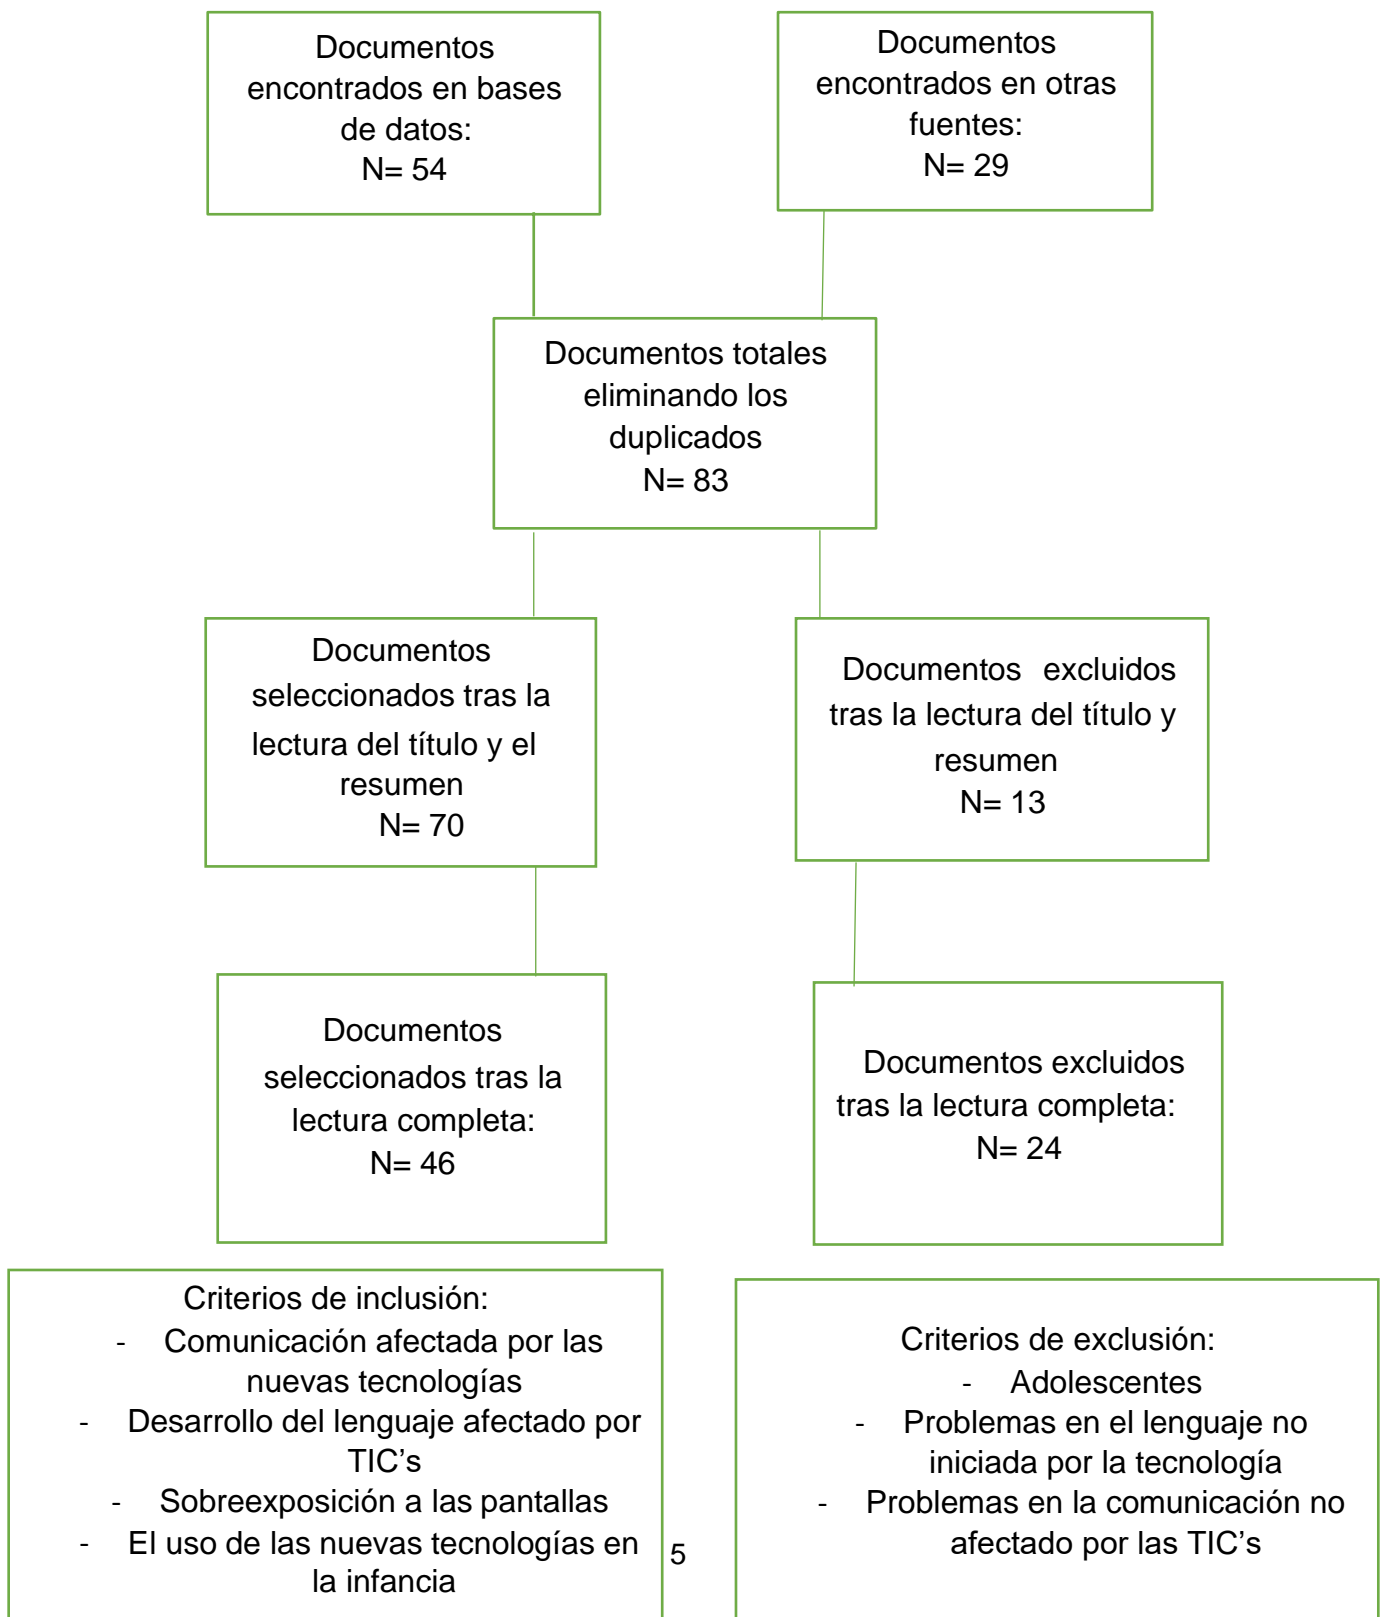 Documentos
encontrados en bases
de datos:
N= 54
Documentos
encontrados en otras
fuentes:
N= 29
Documentos totales
eliminando los
duplicados
N= 83
Documentos
seleccionados tras la
lectura del título y el
resumen
N= 70
Documentos excluidos
tras la lectura del título y
resumen
N= 13
Documentos
seleccionados tras la
lectura completa:
N= 46
Documentos excluidos
tras la lectura completa:
N= 24
Criterios de inclusión:
- Comunicación afectada por las
nuevas tecnologías
- Desarrollo del lenguaje afectado por
TIC’s
- Sobreexposición a las pantallas
- El uso de las nuevas tecnologías en
la infancia
Criterios de exclusión:
- Adolescentes
- Problemas en el lenguaje no
iniciada por la tecnología
- Problemas en la comunicación no
afectado por las TIC’s
5